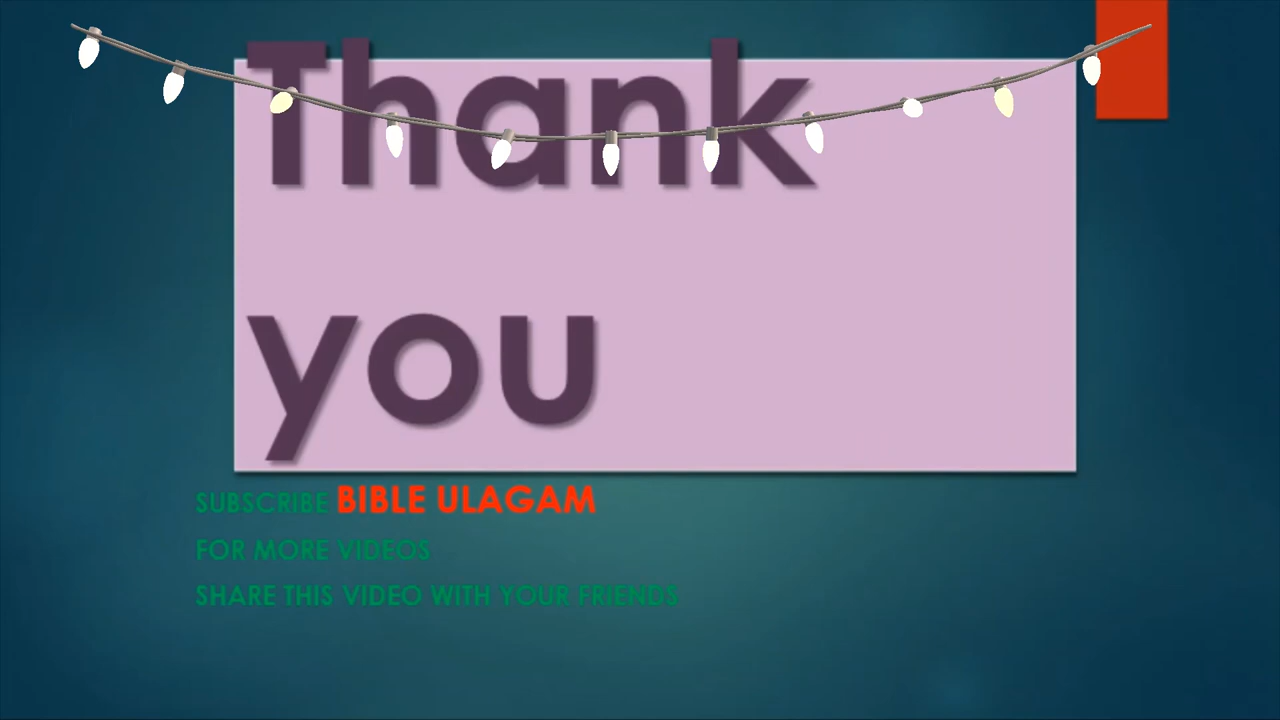 Thank
you
SUBSCRIBE BIBLE ULAGAM
FOR MORE VIDEOS
SHARE THIS VIDEO WITH YOUR FRIENDS